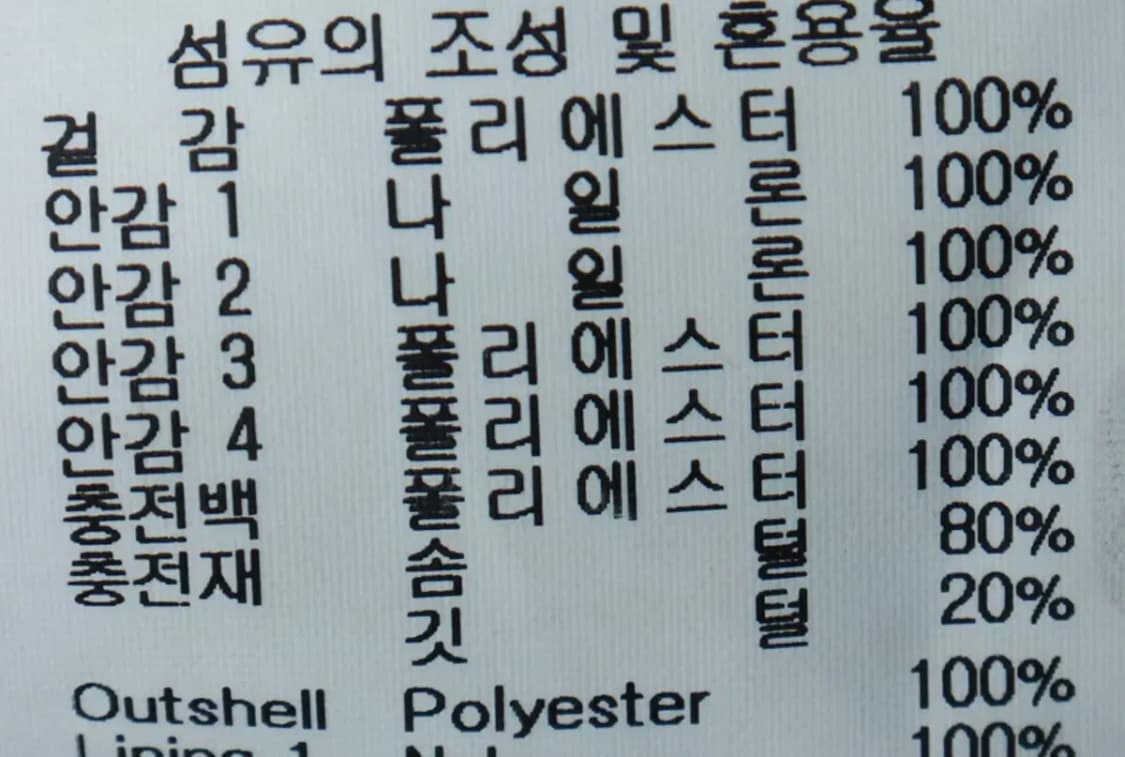 섬유의 조성 및 혼용율
겉 감 폴리에스터 100%
안감 1 나일론 100%
안감 2 나일론 100%
안감 3 폴리에스터 100%
안감 4 폴리에스터 100%
충전백 폴리에스터 100%
충전재 솜털 80%
깃털 20%
Outshell Polyester 100%
Lining 1 100%